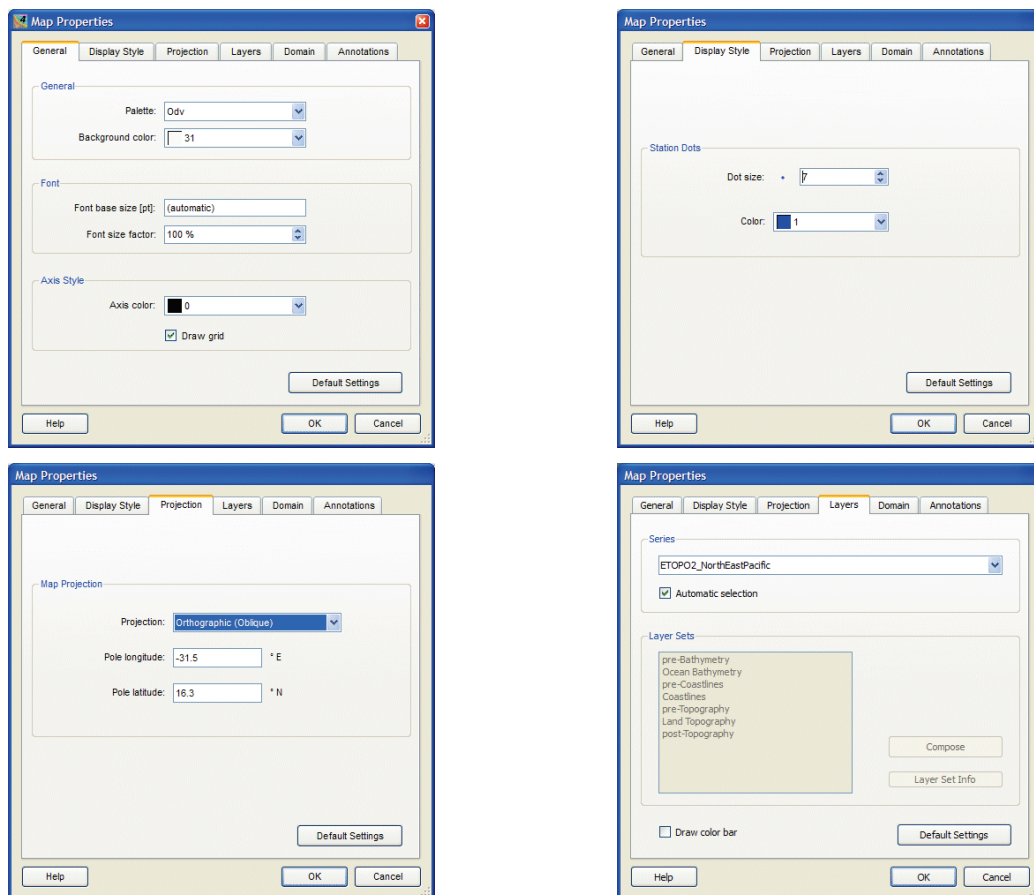 Map Properties
General Display Style Projection Layers Domain Annotations
General
Palette: Odv
Background color: 31
Font
Font base size [pt]: (automatic)
Font size factor: 100 %
Axis Style
Axis color: 0
Draw grid
Default Settings
Help OK Cancel
Map Properties
General Display Style Projection Layers Domain Annotations
Station Dots
Dot size: 7
Color: 1
Default Settings
Help OK Cancel
Map Properties
General Display Style Projection Layers Domain Annotations
Map Projection
Projection: Orthographic (Oblique)
Pole longitude: -31.5 ° E
Pole latitude: 16.3 ° N
Default Settings
Help OK Cancel
Map Properties
General Display Style Projection Layers Domain Annotations
Series
ETOPO2_NorthEastPacific
Automatic selection
Layer Sets
pre-Bathymetry
Ocean Bathymetry
pre-Coastlines
Coastlines
pre-Topography
Land Topography
post-Topography
Compose
Layer Set Info
Draw color bar Default Settings
Help OK Cancel